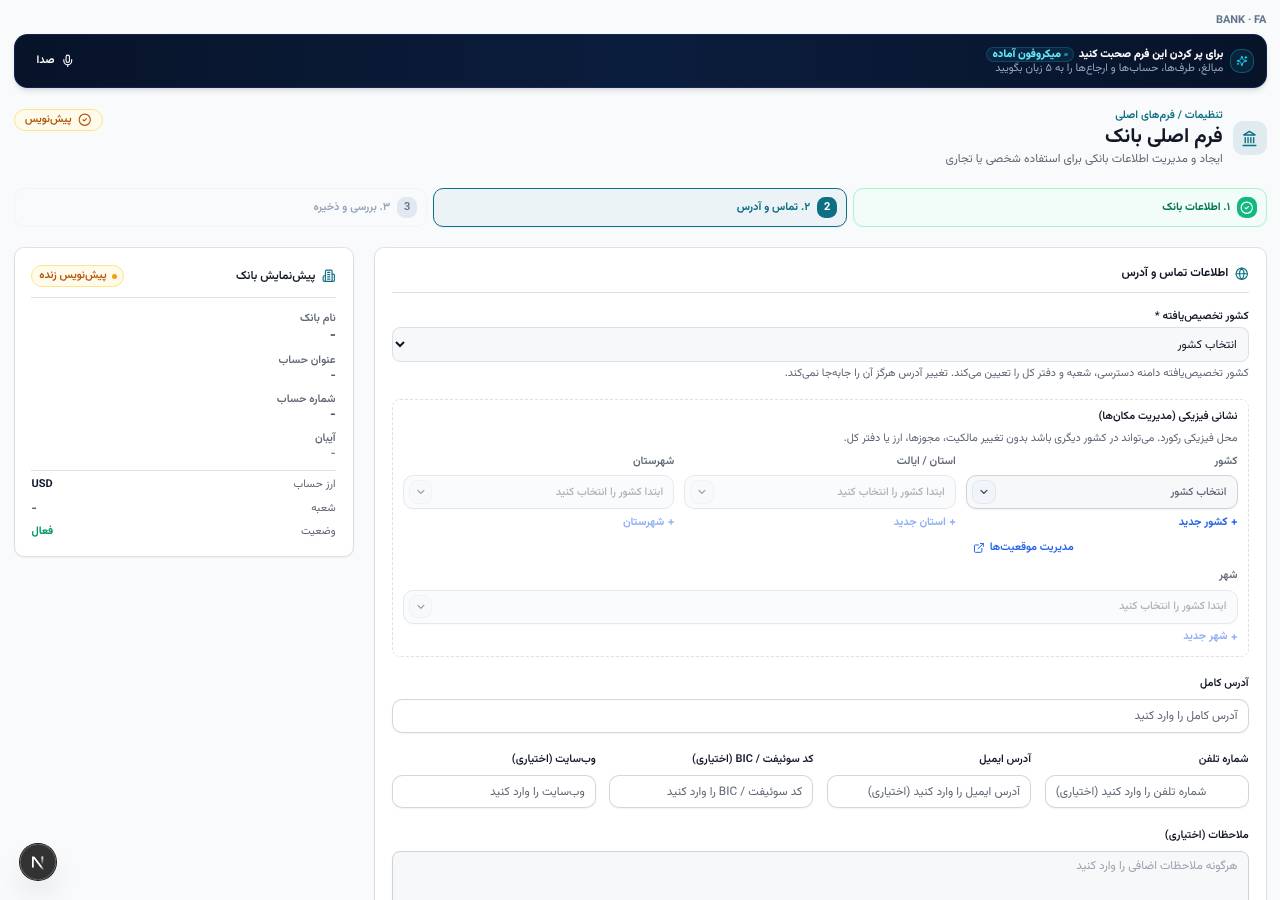 BANK · FA
برای پر کردن این فرم صحبت کنید
- میکروفون آماده
مبالغ، طرف‌ها، حساب‌ها و ارجاع‌ها را به ۵ زبان بگویید
صدا
تنظیمات / فرم‌های اصلی
فرم اصلی بانک
ایجاد و مدیریت اطلاعات بانکی برای استفاده شخصی یا تجاری
پیش‌نویس
۱. اطلاعات بانک
2
۲. تماس و آدرس
3
۳. بررسی و ذخیره
اطلاعات تماس و آدرس
کشور تخصیص‌یافته *
انتخاب کشور
کشور تخصیص‌یافته دامنه دسترسی، شعبه و دفتر کل را تعیین می‌کند. تغییر آدرس هرگز آن را جابه‌جا نمی‌کند.
نشانی فیزیکی (مدیریت مکان‌ها)
محل فیزیکی رکورد. می‌تواند در کشور دیگری باشد بدون تغییر مالکیت، مجوزها، ارز یا دفتر کل.
کشور
انتخاب کشور
+ کشور جدید
استان / ایالت
ابتدا کشور را انتخاب کنید
+ استان جدید
شهرستان
ابتدا کشور را انتخاب کنید
+ شهرستان
مدیریت موقعیت‌ها
شهر
ابتدا کشور را انتخاب کنید
+ شهر جدید
آدرس کامل
آدرس کامل را وارد کنید
شماره تلفن
شماره تلفن را وارد کنید (اختیاری)
آدرس ایمیل
آدرس ایمیل را وارد کنید (اختیاری)
کد سوئیفت / BIC (اختیاری)
کد سوئیفت / BIC را وارد کنید
وب‌سایت (اختیاری)
وب‌سایت را وارد کنید
ملاحظات (اختیاری)
هرگونه ملاحظات اضافی را وارد کنید
پیش‌نمایش بانک
پیش‌نویس زنده
نام بانک
-
عنوان حساب
-
شماره حساب
-
آیبان
-
ارز حساب
USD
شعبه
-
وضعیت
فعال
N